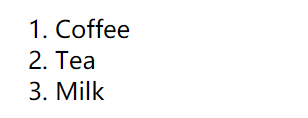 1. Coffee
2. Tea
3. Milk